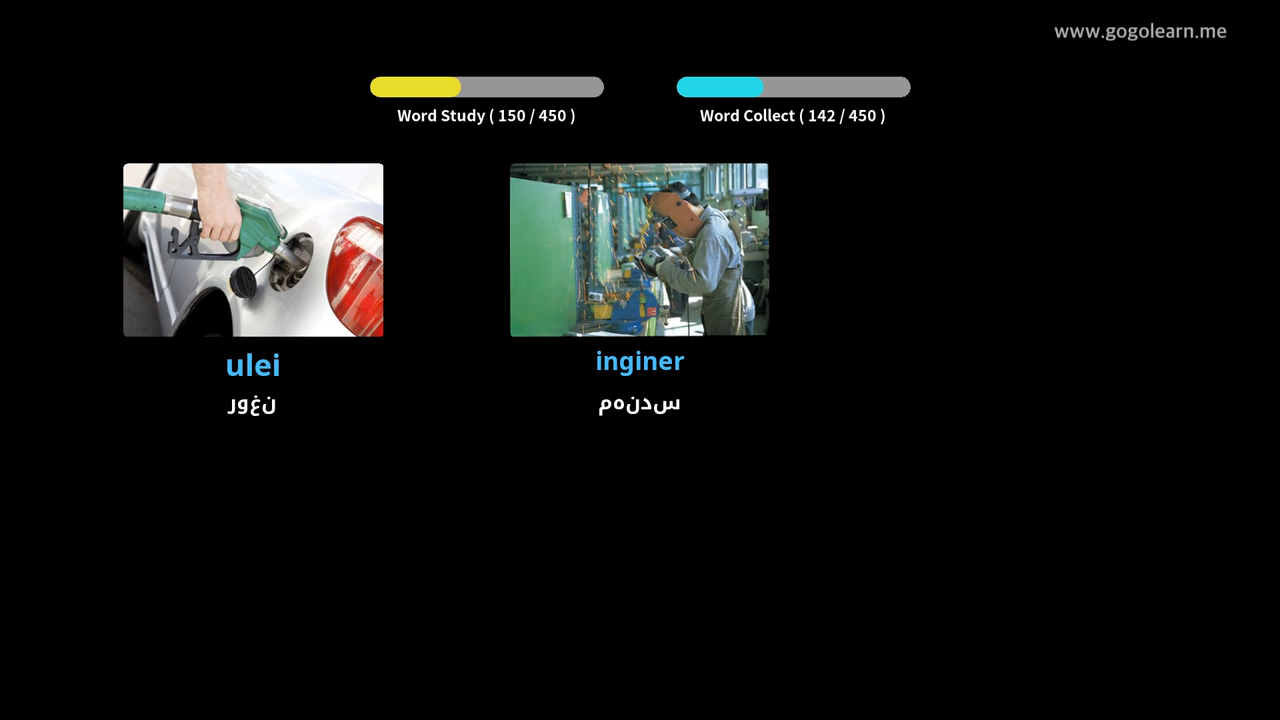 www.gogolearn.me
Word Study ( 150 / 450 )
Word Collect ( 142 / 450 )
ulei
روغن
inginer
مهندس